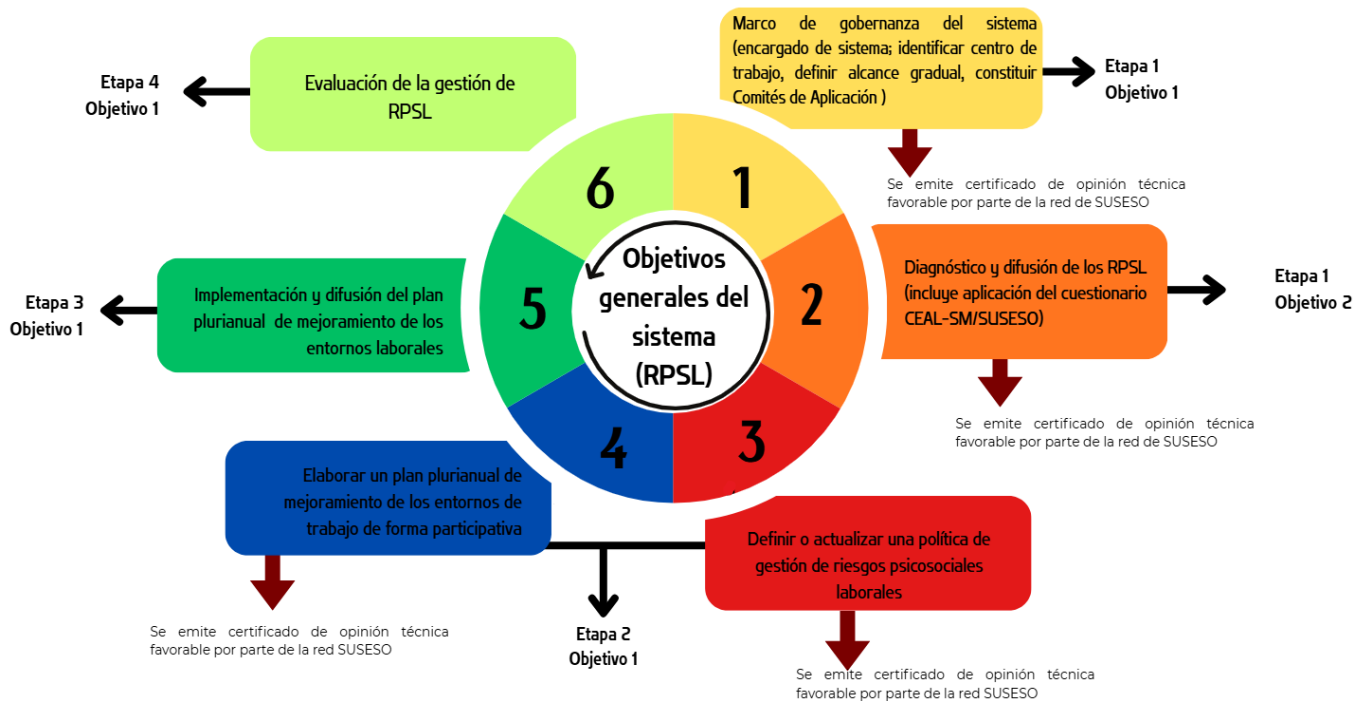 Marco de gobernanza del sistema
(encargado de sistema; identificar centro de
trabajo, definir alcance gradual, constituir
Comités de Aplicación )
Etapa 1
Objetivo 1
Se emite certificado de opinión técnica
favorable por parte de la red de SUSESO
Etapa 4
Objetivo 1
Evaluación de la gestión de
RPSL
6
1
5
2
4
3
Objetivos
generales del
sistema
(RPSL)
Diagnóstico y difusión de los RPSL
(incluye aplicación del cuestionario
CEAL-SM/SUSESO)
Etapa 1
Objetivo 2
Se emite certificado de opinión técnica
favorable por parte de la red de SUSESO
Etapa 3
Objetivo 1
Implementación y difusión del plan
plurianual de mejoramiento de los
entornos laborales
Elaborar un plan plurianual de
mejoramiento de los entornos de
trabajo de forma participativa
Se emite certificado de opinión técnica
favorable por parte de la red SUSESO
Etapa 2
Objetivo 1
Definir o actualizar una política de
gestión de riesgos psicosociales
laborales
Se emite certificado de opinión técnica
favorable por parte de la red SUSESO